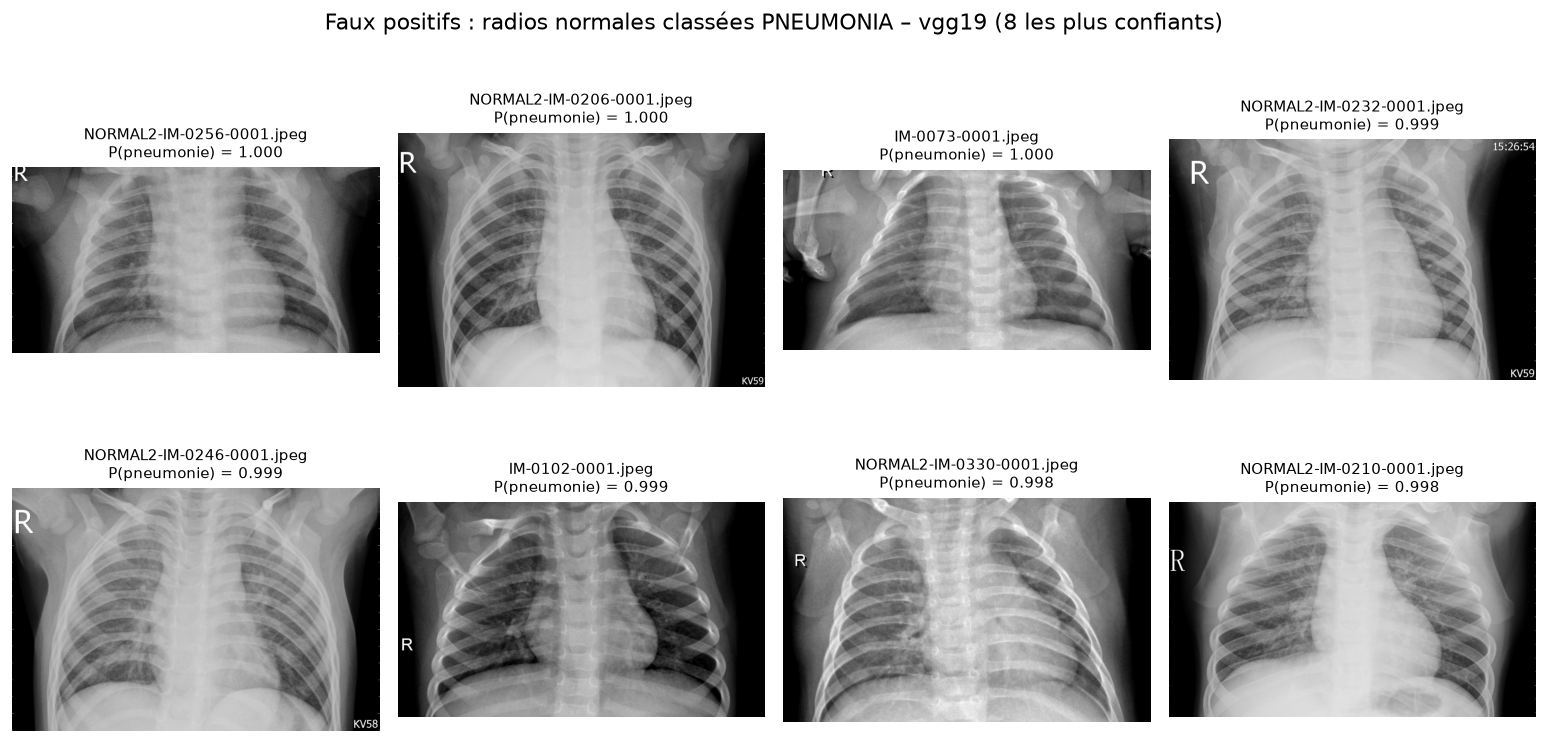 Faux positifs : radios normales classées PNEUMONIA – vgg19 (8 les plus confiants)
NORMAL2-IM-0256-0001.jpeg
P(pneumonie) = 1.000
R
NORMAL2-IM-0206-0001.jpeg
P(pneumonie) = 1.000
R
KV59
IM-0073-0001.jpeg
P(pneumonie) = 1.000
R
NORMAL2-IM-0232-0001.jpeg
P(pneumonie) = 0.999
15:26:54
R
KV59
NORMAL2-IM-0246-0001.jpeg
P(pneumonie) = 0.999
R
KV58
IM-0102-0001.jpeg
P(pneumonie) = 0.999
R
NORMAL2-IM-0330-0001.jpeg
P(pneumonie) = 0.998
R
NORMAL2-IM-0210-0001.jpeg
P(pneumonie) = 0.998
R